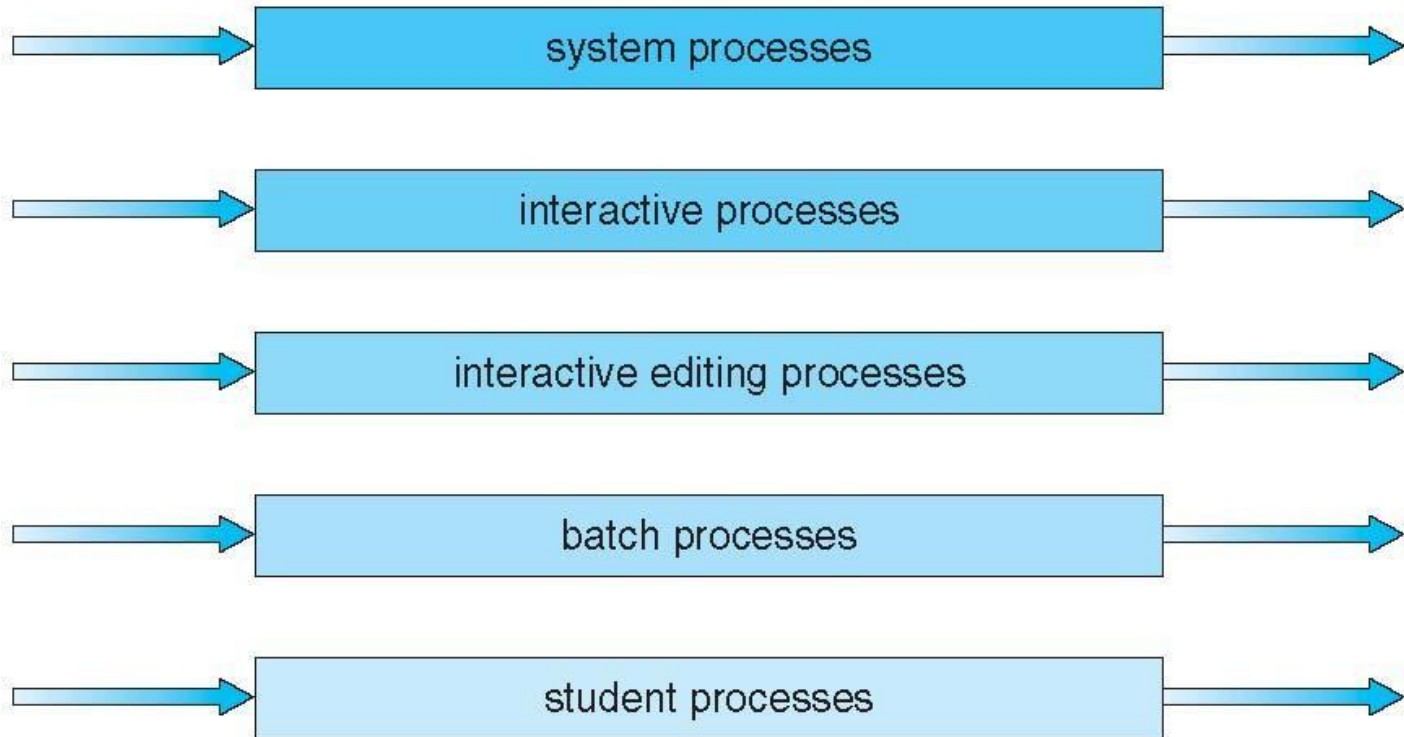 system processes
interactive processes
interactive editing processes
batch processes
student processes